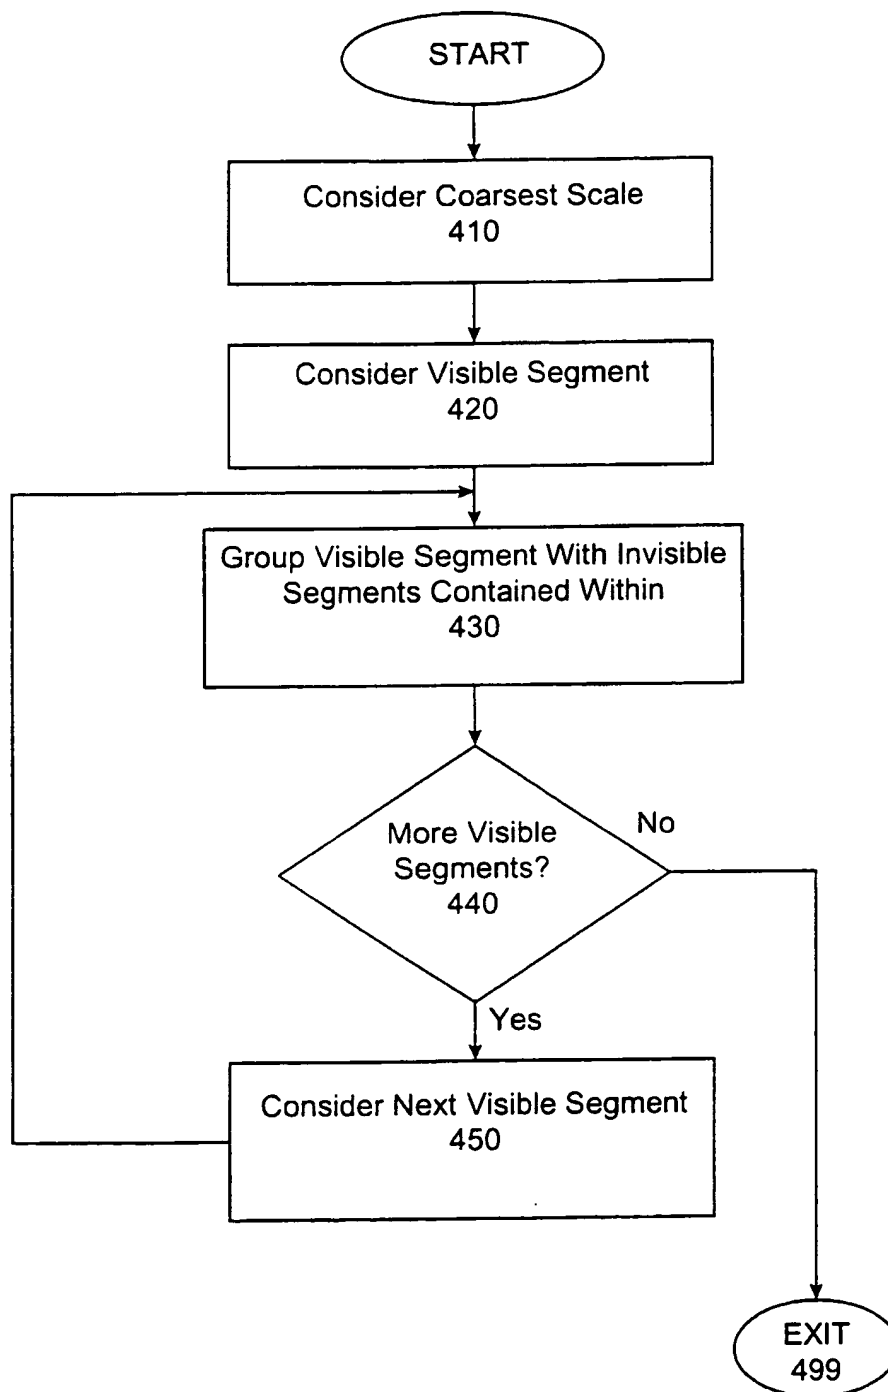 START
Consider Coarsest Scale
410
Consider Visible Segment
420
Group Visible Segment With Invisible
Segments Contained Within
430
More Visible
Segments?
440
No
Yes
Consider Next Visible Segment
450
EXIT
499